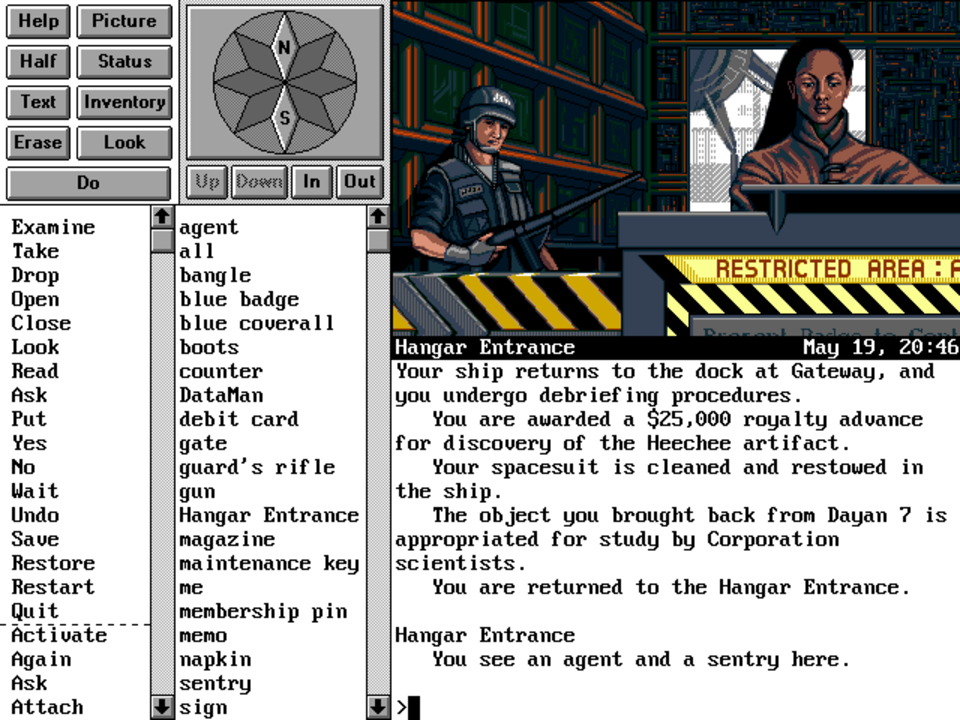 Help
Picture
Half
Status
Text
Inventory
Erase
Look
Do
N
S
Up
Down
In
Out
Examine
Take
Drop
Open
Close
Look
Read
Ask
Put
Yes
No
Wait
Undo
Save
Restore
Restart
Quit
Activate
Again
Ask
Attach
agent
all
bangle
blue badge
blue coverall
boots
counter
DataMan
debit card
gate
guard's rifle
gun
Hangar Entrance
magazine
maintenance key
me
membership pin
memo
napkin
sentry
sign
RESTRICTED AREA : A
Present Badge to Cont
Hangar Entrance
May 19, 20:46
Your ship returns to the dock at Gateway, and
you undergo debriefing procedures.
You are awarded a $25,000 royalty advance
for discovery of the Heechee artifact.
Your spacesuit is cleaned and restowed in
the ship.
The object you brought back from Dayan 7 is
appropriated for study by Corporation
scientists.
You are returned to the Hangar Entrance.
Hangar Entrance
You see an agent and a sentry here.
>